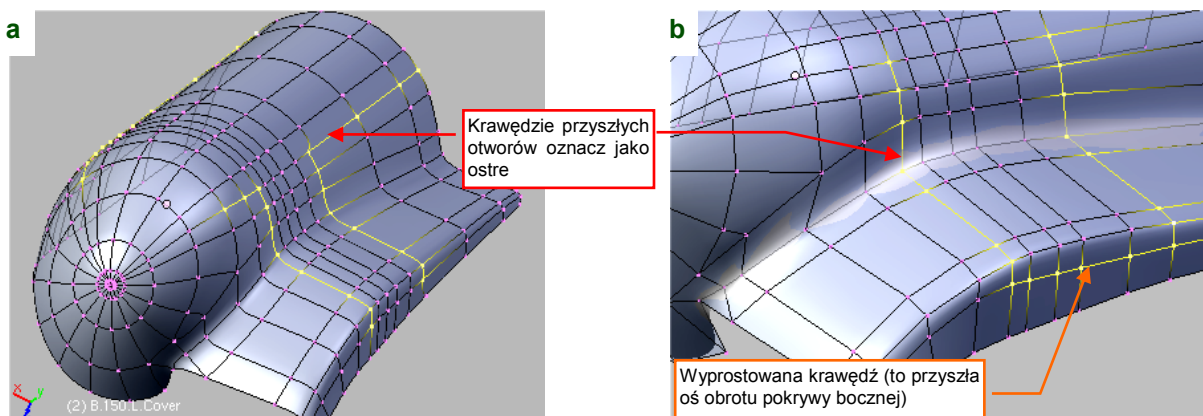 a
b
Krawędzie przyszłych
otworów oznacz jako
ostre
x
y
(2) B.150.L.Cover
Wyprostowana krawędź (to przyszła
oś obrotu pokrywy bocznej)